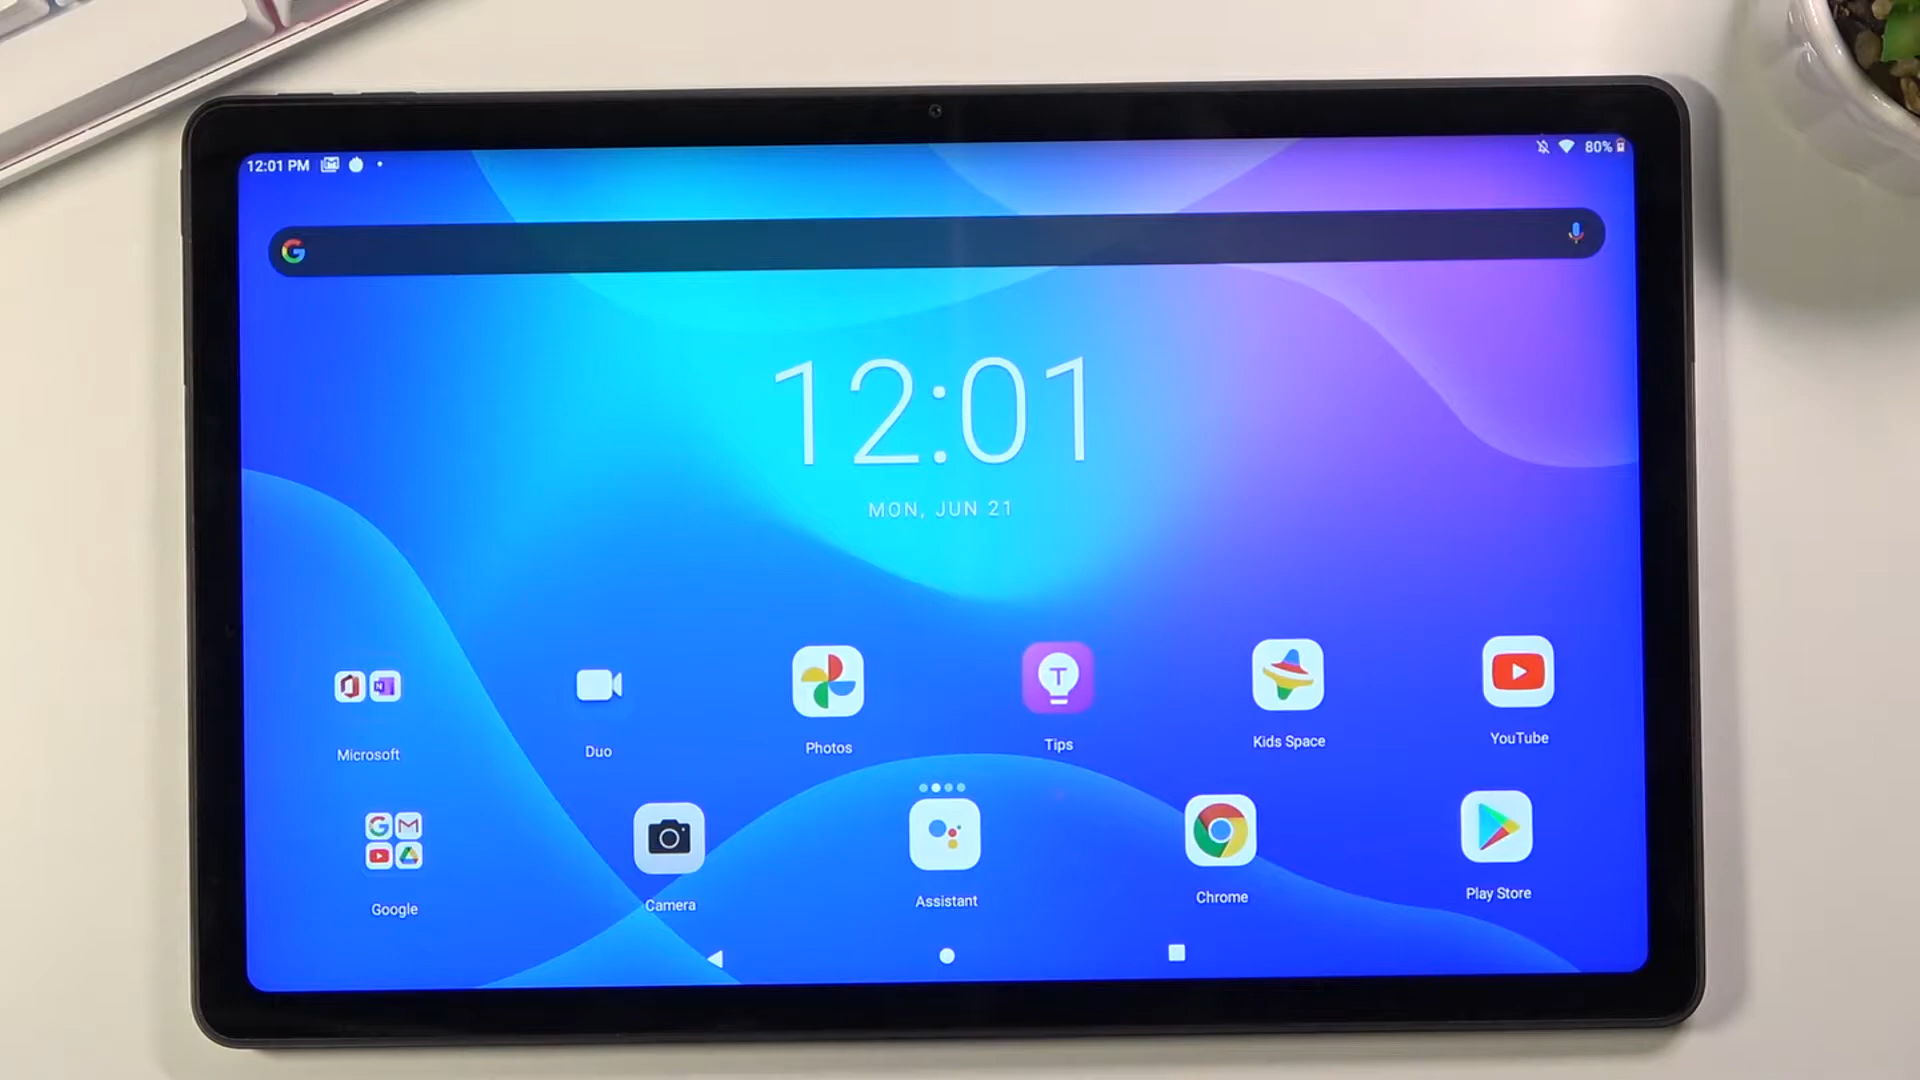 12:01 PM
80%
12:01
MON, JUN 21
Microsoft
Duo
Photos
T
Tips
Kids Space
YouTube
Google
Camera
Assistant
Chrome
Play Store